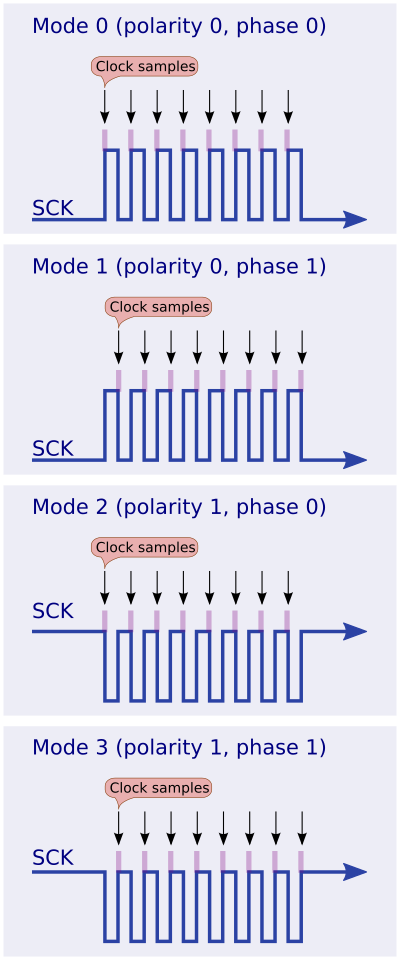 Mode 0 (polarity 0, phase 0)
Clock samples
SCK
Mode 1 (polarity 0, phase 1)
Clock samples
SCK
Mode 2 (polarity 1, phase 0)
Clock samples
SCK
Mode 3 (polarity 1, phase 1)
Clock samples
SCK